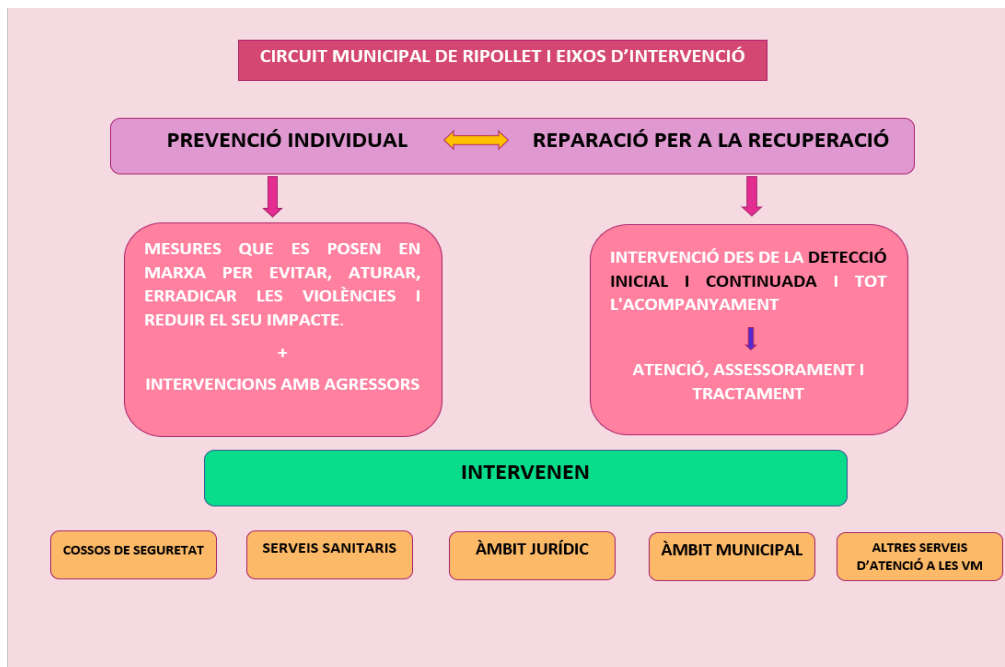 CIRCUIT MUNICIPAL DE RIPOLLET I EIXOS D'INTERVENCIÓ
PREVENCIÓ INDIVIDUAL
REPARACIÓ PER A LA RECUPERACIÓ
MESURES QUE ES POSEN EN
MARXA PER EVITAR, ATURAR,
ERRADICAR LES VIOLÈNCIES I
REDUIR EL SEU IMPACTE.
+
INTERVENCIONS AMB AGRESSORS
INTERVENCIÓ DES DE LA DETECCIÓ
INICIAL I CONTINUADA I TOT
L'ACOMPANYAMENT
ATENCIÓ, ASSESSORAMENT I
TRACTAMENT
INTERVENEN
COSSOS DE SEGURETAT
SERVEIS SANITARIS
ÀMBIT JURÍDIC
ÀMBIT MUNICIPAL
ALTRES SERVEIS
D'ATENCIÓ A LES VM